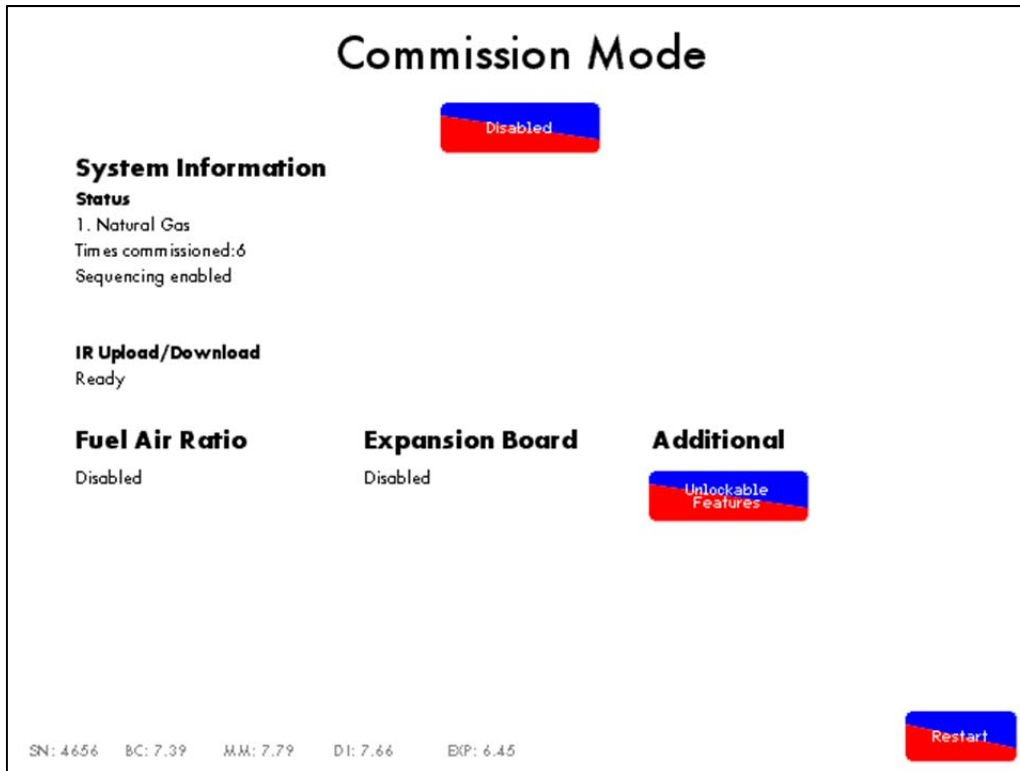 Commission Mode
Disabled
System Information
Status
1. Natural Gas
Times commissioned:6
Sequencing enabled
IR Upload/Download
Ready
Fuel Air Ratio
Disabled
Expansion Board
Disabled
Additional
Unlockable
Features
Restart
SN: 4656 BC: 7.39 MM: 7.79 DI: 7.66 EXP: 6.45